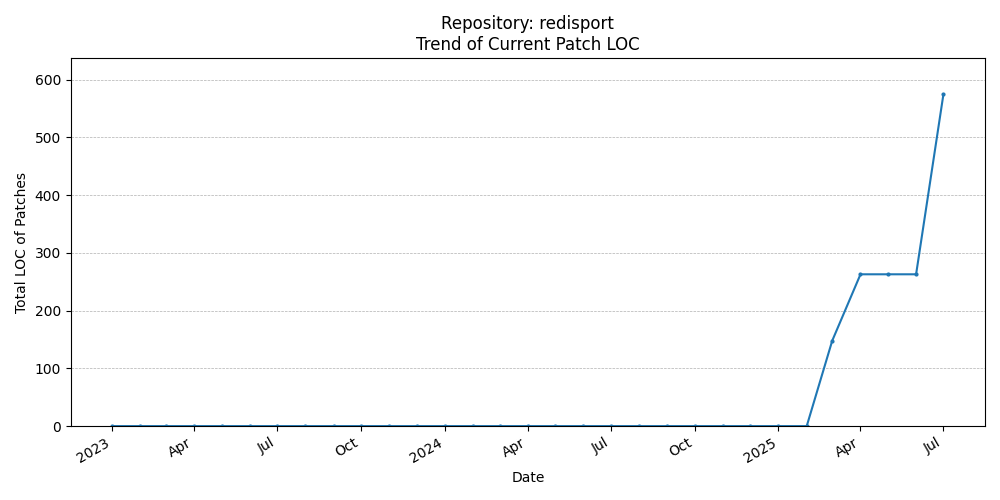 Repository: redisport
Trend of Current Patch LOC
Total LOC of Patches
600
500
400
300
200
100
0
2023 Apr Jul Oct 2024 Apr Jul Oct 2025 Apr Jul
Date